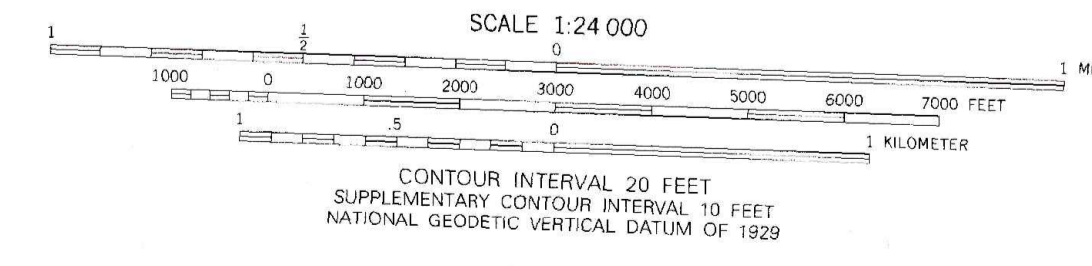 SCALE 1:24 000
1 1/2 0 1
1000 0 1000 2000 3000 4000 5000 6000 7000 FEET
1 .5 0 1 KILOMETER
CONTOUR INTERVAL 20 FEET
SUPPLEMENTARY CONTOUR INTERVAL 10 FEET
NATIONAL GEODETIC VERTICAL DATUM OF 1929